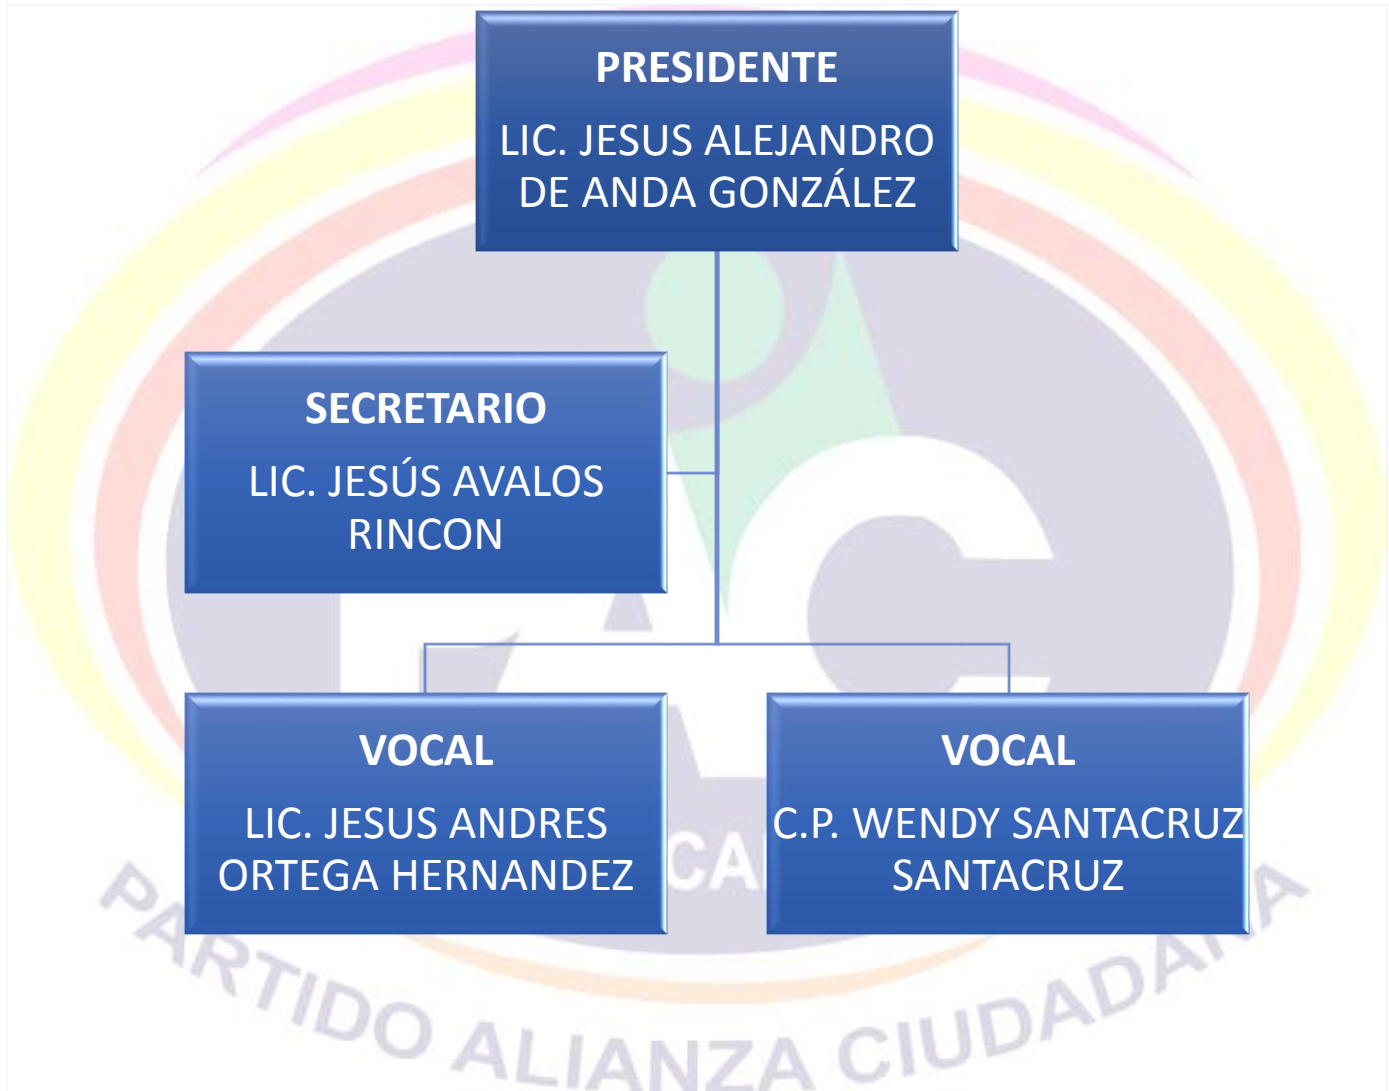 PRESIDENTE
LIC. JESUS ALEJANDRO
DE ANDA GONZÁLEZ
SECRETARIO
LIC. JESÚS AVALOS
RINCON
VOCAL
LIC. JESUS ANDRES
ORTEGA HERNANDEZ
VOCAL
C.P. WENDY SANTACRUZ
SANTACRUZ
PARTIDO ALIANZA CIUDADANA